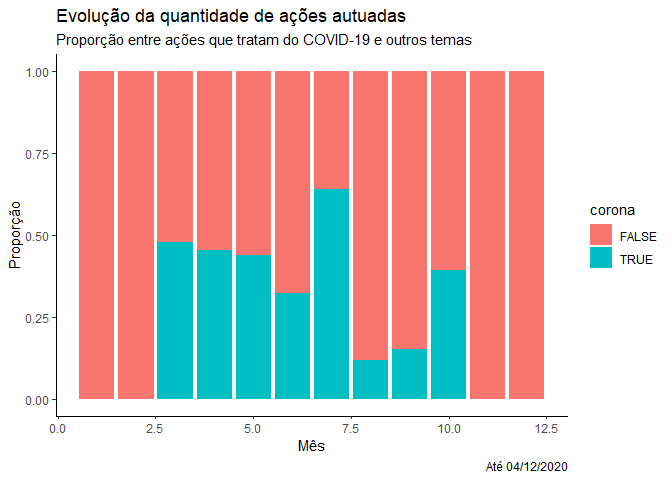 Evolução da quantidade de ações autuadas
Proporção entre ações que tratam do COVID-19 e outros temas
1.00
0.75
0.50
0.25
0.00
Proporção
0.0 2.5 5.0 7.5 10.0 12.5
Mês
corona
FALSE
TRUE
Até 04/12/2020